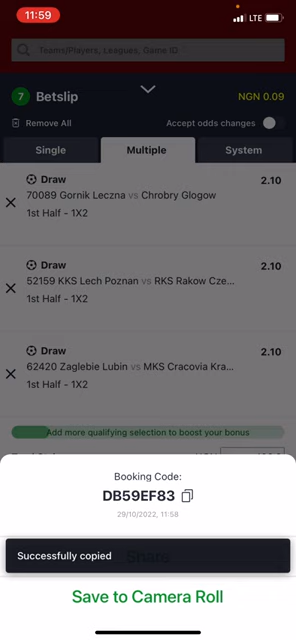 11:59
LTE
Teams/Players, Leagues, Game ID
7 Betslip NGN 0.09
Remove All Accept odds changes
Single Multiple System
Draw 2.10
70089 Gornik Leczna vs Chrobry Glogow
1st Half - 1X2
Draw 2.10
52159 KKS Lech Poznan vs RKS Rakow Cze...
1st Half - 1X2
Draw 2.10
62420 Zaglebie Lubin vs MKS Cracovia Kra...
1st Half - 1X2
Add more qualifying selection to boost your bonus
Booking Code:
DB59EF83
29/10/2022, 11:58
Successfully copied
Share
Save to Camera Roll